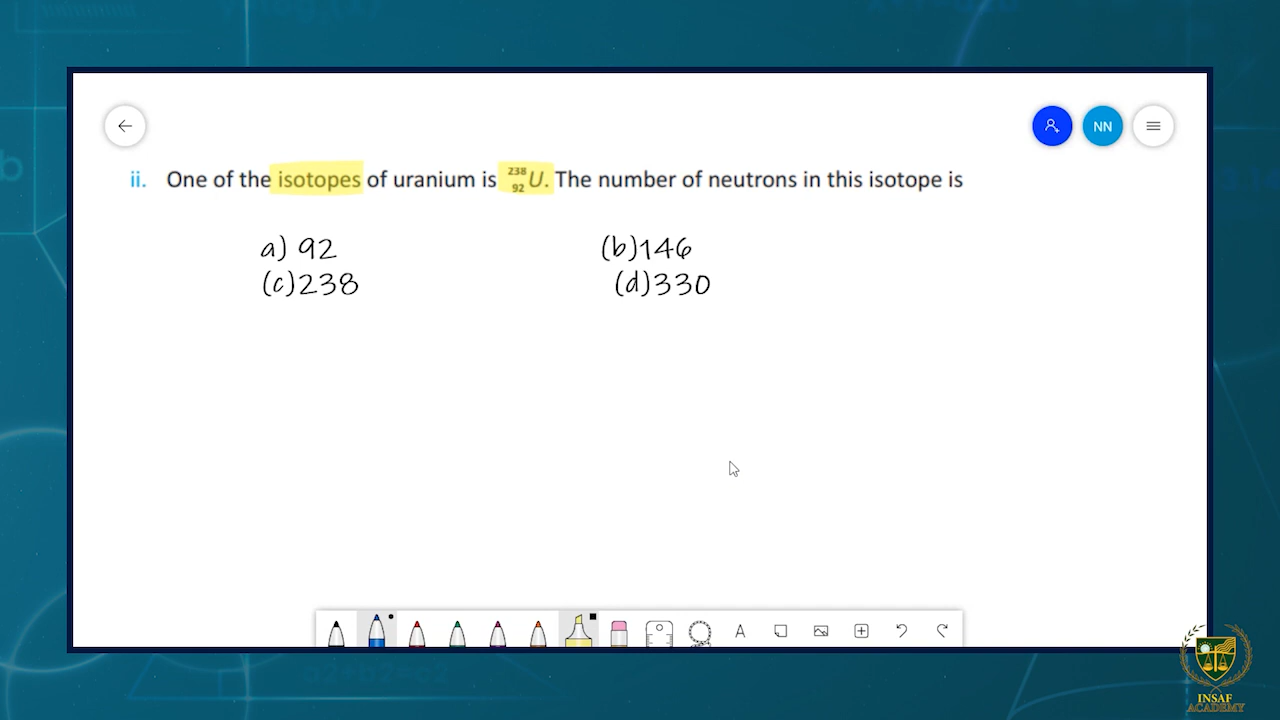 NN
ii. One of the isotopes of uranium is ²³⁸₉₂U. The number of neutrons in this isotope is
a) 92 (b) 146
(c) 238 (d) 330
A
INSAF
ACADEMY